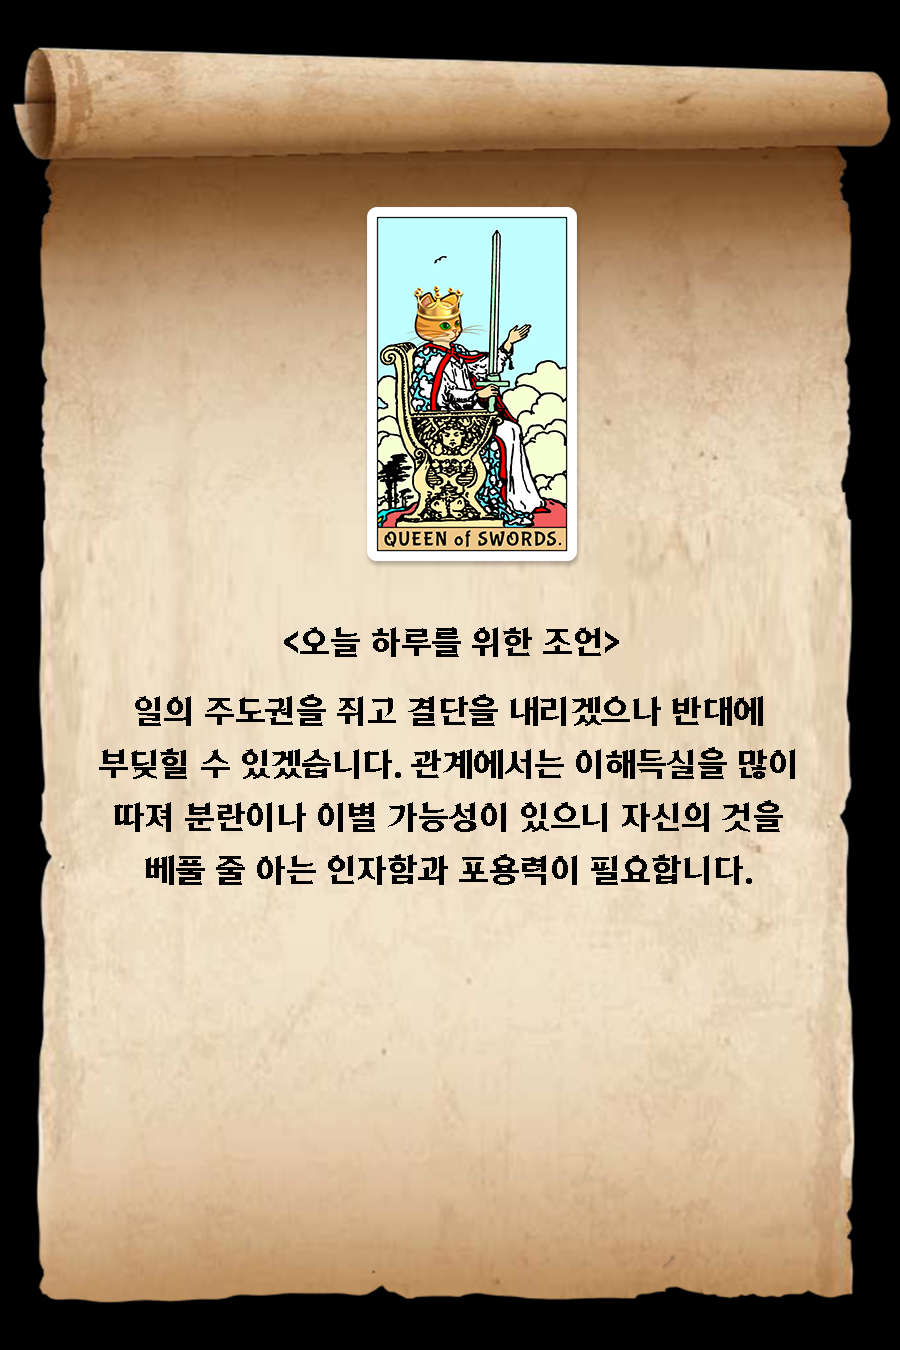 QUEEN of SWORDS.
<오늘 하루를 위한 조언>
일의 주도권을 쥐고 결단을 내리겠으나 반대에
부딪힐 수 있겠습니다. 관계에서는 이해득실을 많이
따져 분란이나 이별 가능성이 있으니 자신의 것을
베풀 줄 아는 인자함과 포용력이 필요합니다.